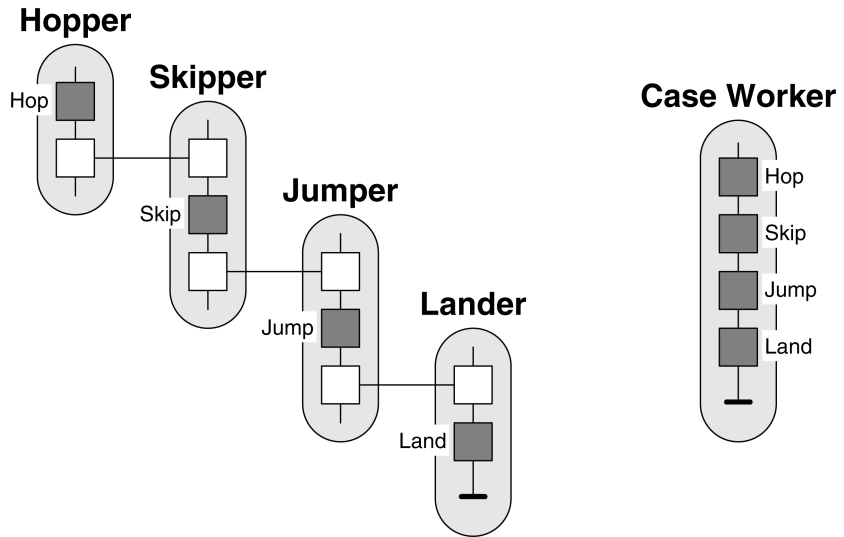 Hopper
Hop
Skipper
Skip
Jumper
Jump
Lander
Land
Case Worker
Hop
Skip
Jump
Land